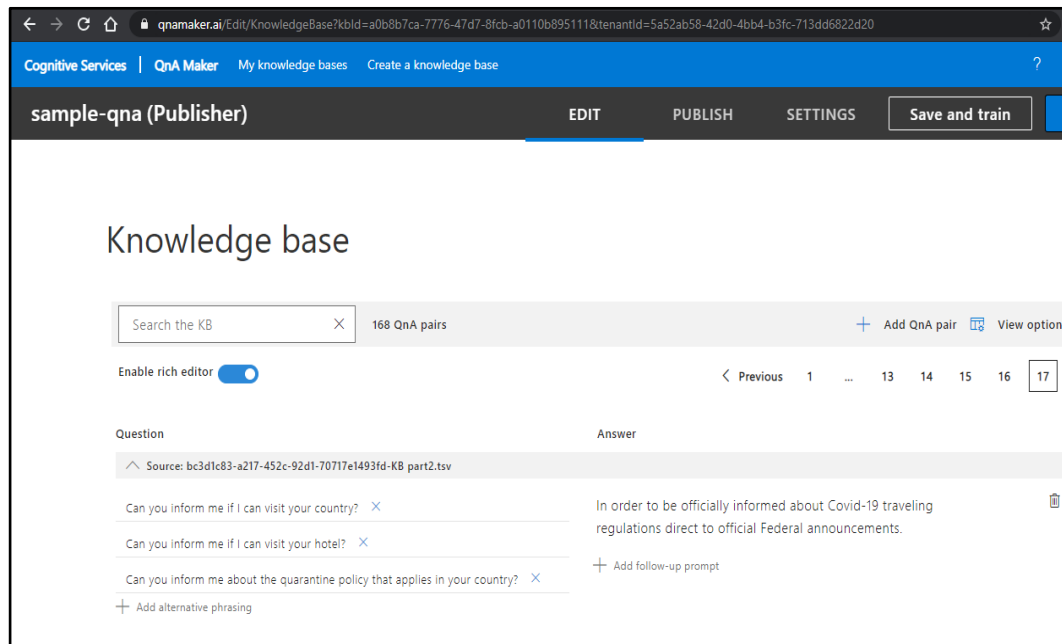 qnamaker.ai/Edit/KnowledgeBase?kbId=a0b8b7ca-7776-47d7-8fcb-a0110b895111&tenantId=5a52ab58-42d0-4bb4-b3fc-713dd6822d20
Cognitive Services | QnA Maker My knowledge bases Create a knowledge base ?
sample-qna (Publisher) EDIT PUBLISH SETTINGS Save and train
Knowledge base
Search the KB 168 QnA pairs Add QnA pair View option
Enable rich editor Previous 1 ... 13 14 15 16 17
Question Answer
Source: bc3d1c83-a217-452c-92d1-70717e1493fd-KB part2.tsv
Can you inform me if I can visit your country?
Can you inform me if I can visit your hotel?
Can you inform me about the quarantine policy that applies in your country?
Add alternative phrasing
In order to be officially informed about Covid-19 traveling
regulations direct to official Federal announcements.
Add follow-up prompt